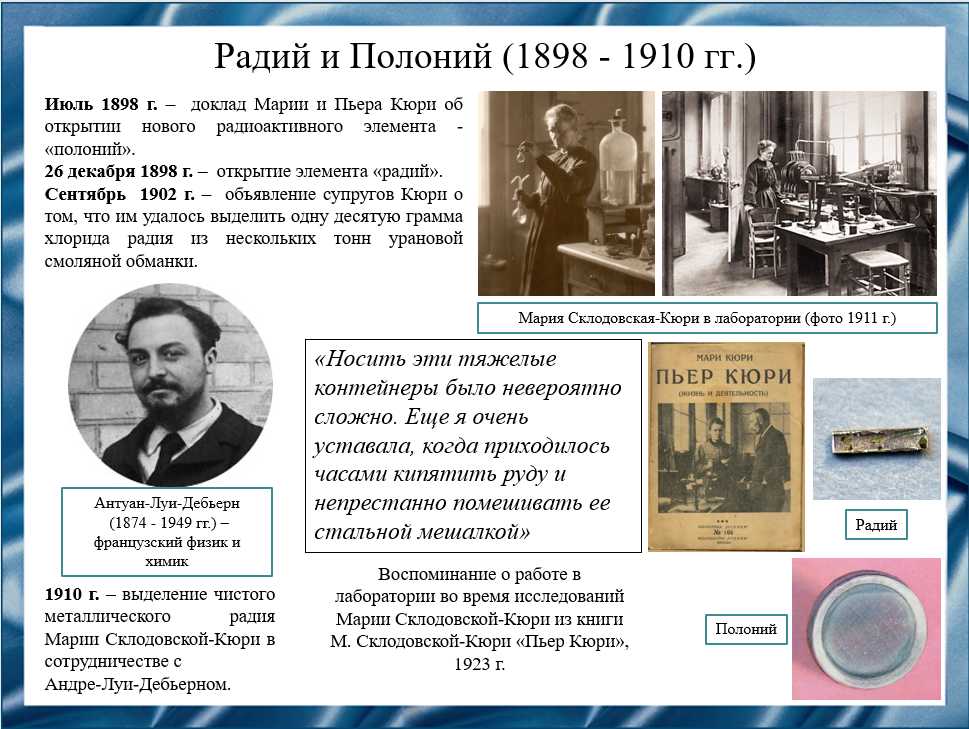 Радий и Полоний (1898 - 1910 гг.)
Июль 1898 г. – доклад Марии и Пьера Кюри об
открытии нового радиоактивного элемента -
«полоний».
26 декабря 1898 г. – открытие элемента «радий».
Сентябрь 1902 г. – объявление супругов Кюри о
том, что им удалось выделить одну десятую грамма
хлорида радия из нескольких тонн урановой
смоляной обманки.
Мария Склодовская-Кюри в лаборатории (фото 1911 г.)
Антуан-Луи-Дебьерн
(1874 - 1949 гг.) –
французский физик и
химик
1910 г. – выделение чистого
металлического радия
Марии Склодовской-Кюри в
сотрудничестве с
Андре-Луи-Дебьерном.
«Носить эти тяжелые
контейнеры было невероятно
сложно. Еще я очень
уставала, когда приходилось
часами кипятить руду и
непрестанно помешивать ее
стальной мешалкой»
Воспоминание о работе в
лаборатории во время исследований
Марии Склодовской-Кюри из книги
М. Склодовской-Кюри «Пьер Кюри»,
1923 г.
МАРИ КЮРИ
ПЬЕР КЮРИ
(ЖИЗНЬ И ДЕЯТЕЛЬНОСТЬ)
№ 196
Радий
Полоний